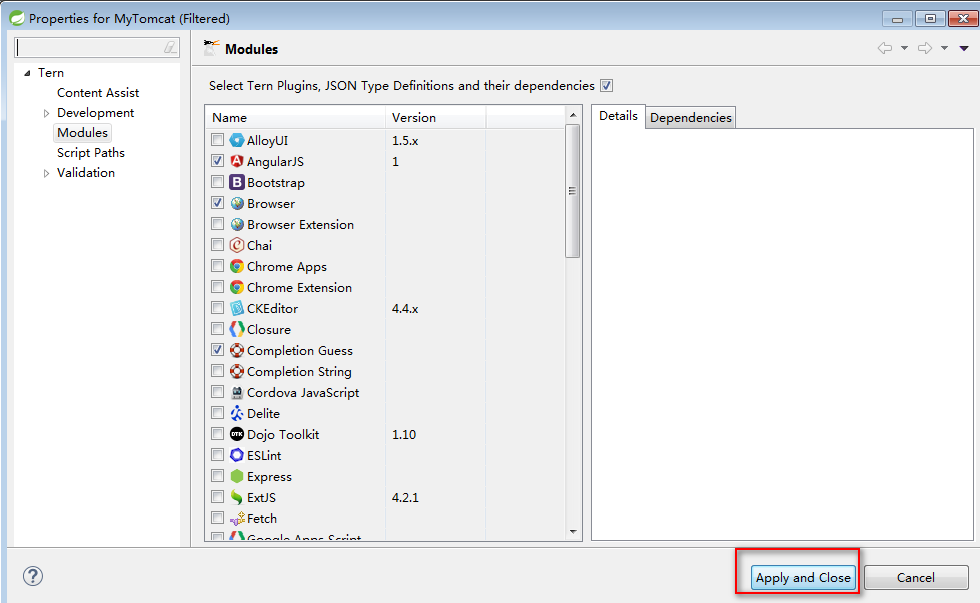 Properties for MyTomcat (Filtered)
Tern
Content Assist
Development
Modules
Script Paths
Validation
Modules
Select Tern Plugins, JSON Type Definitions and their dependencies
Name Version
AlloyUI 1.5.x
AngularJS 1
B Bootstrap
Browser
Browser Extension
Chai
Chrome Apps
Chrome Extension
CKEditor 4.4.x
Closure
Completion Guess
Completion String
Cordova JavaScript
Delite
DTK Dojo Toolkit 1.10
ESLint
Express
ExtJS 4.2.1
Fetch
Google Apps Script
Details Dependencies
? Apply and Close Cancel